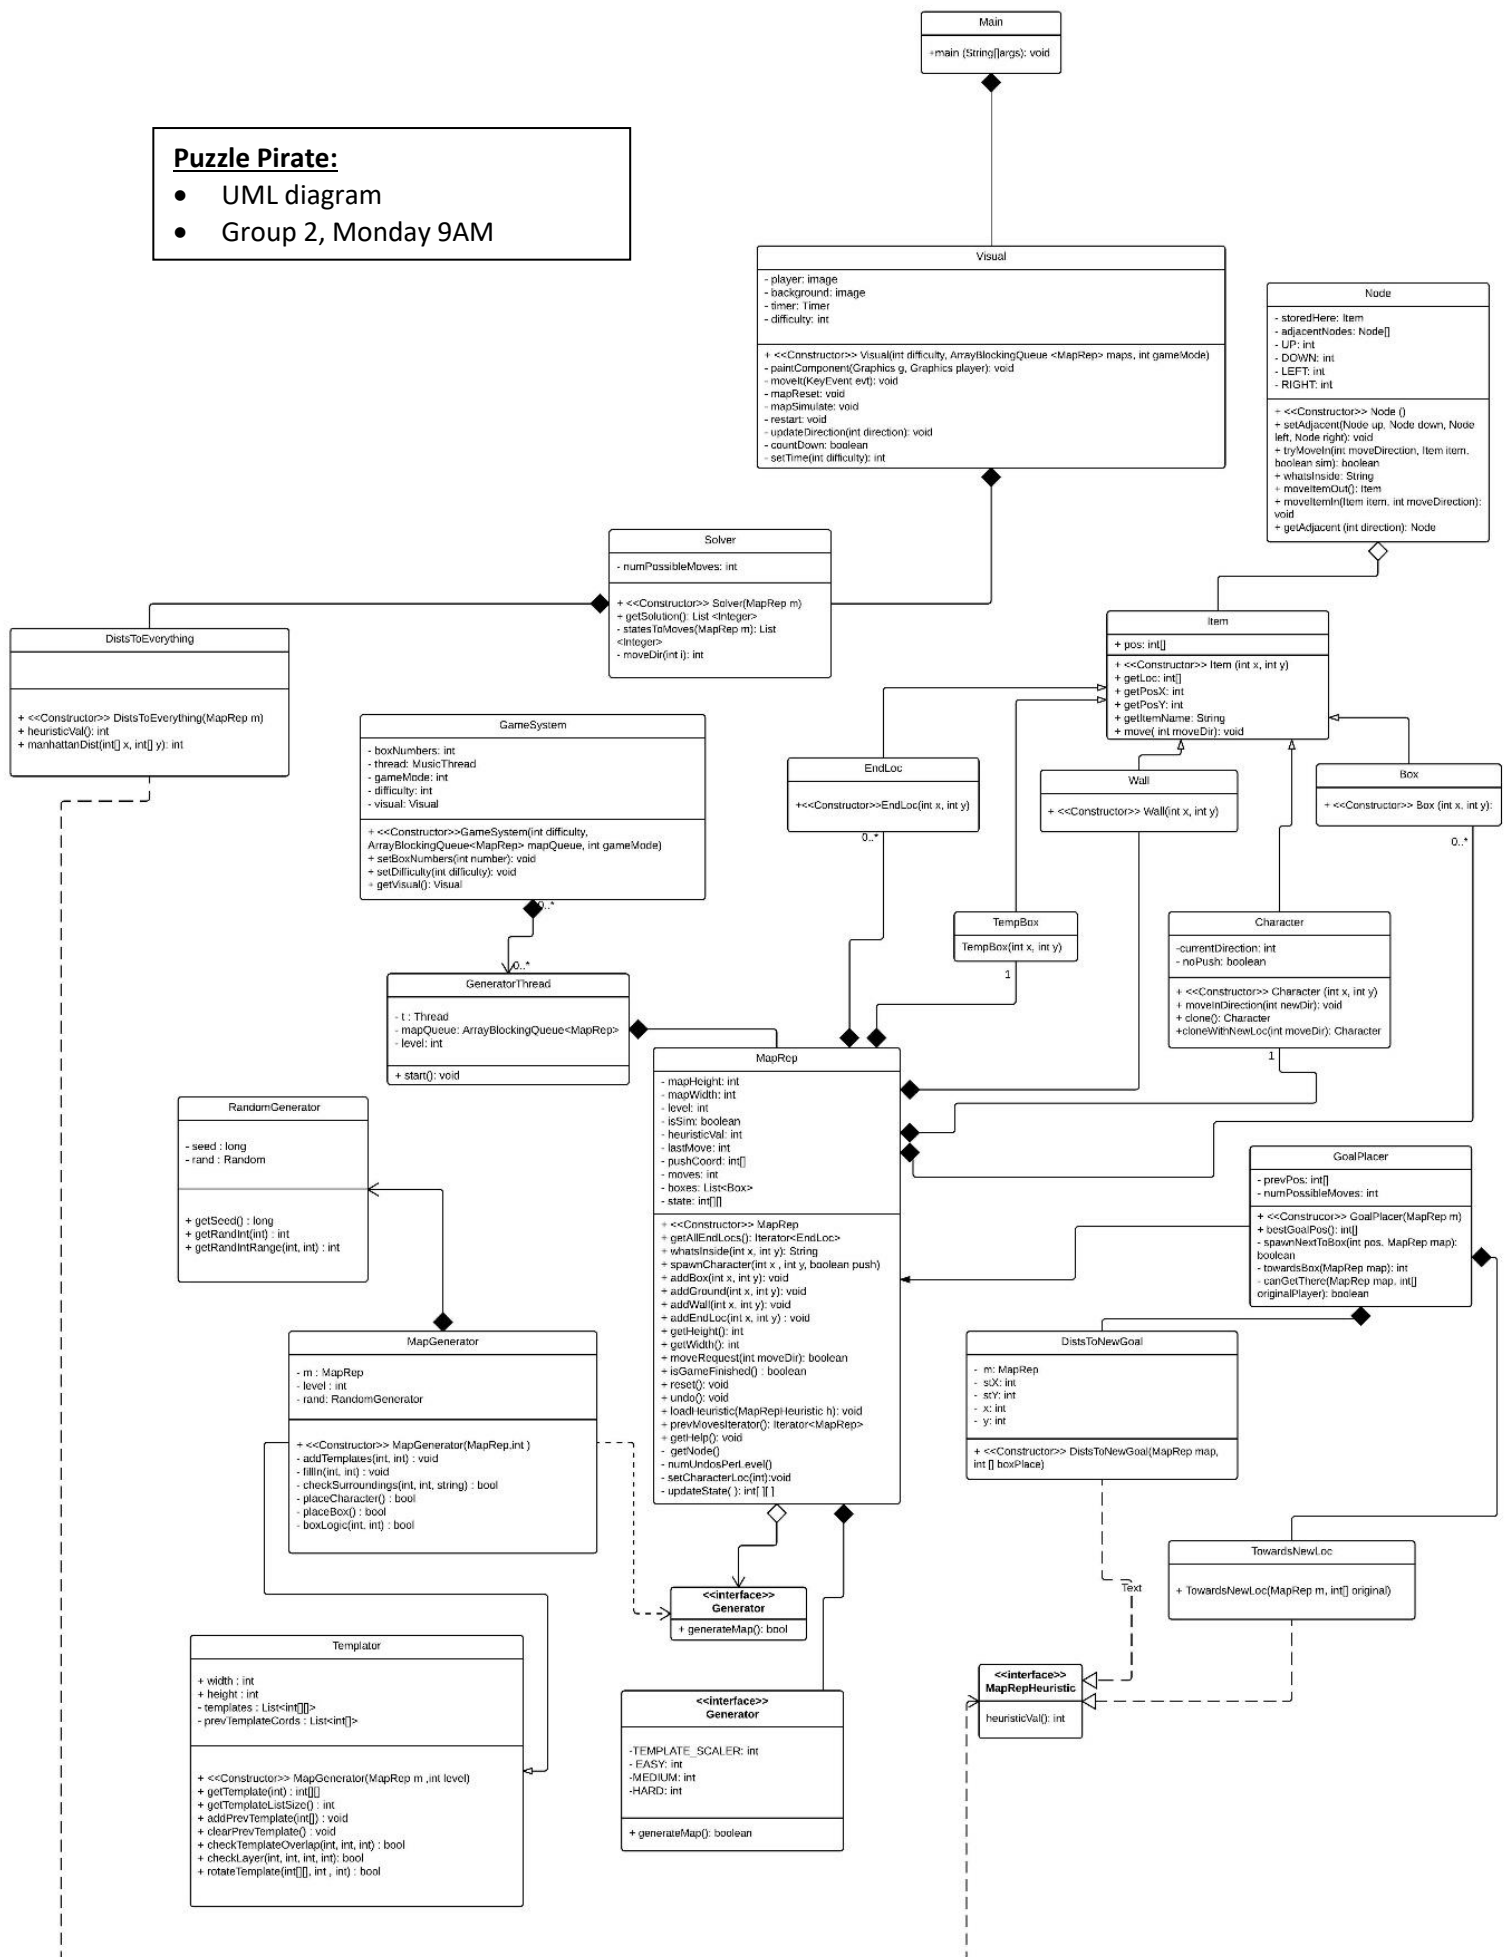 Main
+main (String[]args): void
Puzzle Pirate:
• UML diagram
• Group 2, Monday 9AM
Visual
- player: image
- background: image
- timer: Timer
- difficulty: int
+ <<Constructor>> Visual(int difficulty, ArrayBlockingQueue <MapRep> maps, int gameMode)
- paintComponent(Graphics g, Graphics player): void
- moveIt(KeyEvent evt): void
- mapReset: void
- mapSimulate: void
- restart: void
- updateDirection(int direction): void
- countDown: boolean
- setTime(int difficulty): int
Node
- storedHere: Item
- adjacentNodes: Node[]
- UP: int
- DOWN: int
- LEFT: int
- RIGHT: int
+ <<Constructor>> Node ()
+ setAdjacent(Node up, Node down, Node
left, Node right): void
+ tryMoveIn(int moveDirection, Item item,
boolean sim): boolean
+ whatsInside: String
+ moveItemOut(): Item
+ moveItemIn(Item item, int moveDirection):
void
+ getAdjacent (int direction): Node
Solver
- numPossibleMoves: int
+ <<Constructor>> Solver(MapRep m)
+ getSolution(): List <Integer>
- statesToMoves(MapRep m): List
<Integer>
- moveDir(int i): int
DistsToEverything
+ <<Constructor>> DistsToEverything(MapRep m)
+ heuristicVal(): int
+ manhattanDist(int[] x, int[] y): int
Item
+ pos: int[]
+ <<Constructor>> Item (int x, int y)
+ getLoc: int[]
+ getPosX: int
+ getPosY: int
+ getItemName: String
+ move( int moveDir): void
GameSystem
- boxNumbers: int
- thread: MusicThread
- gameMode: int
- difficulty: int
- visual: Visual
+ <<Constructor>>GameSystem(int difficulty,
ArrayBlockingQueue<MapRep> mapQueue, int gameMode)
+ setBoxNumbers(int number): void
+ setDifficulty(int difficulty): void
+ getVisual(): Visual
0..*
0..*
EndLoc
+<<Constructor>>EndLoc(int x, int y)
0..*
Wall
+ <<Constructor>> Wall(int x, int y)
Box
+ <<Constructor>> Box (int x, int y):
0..*
TempBox
TempBox(int x, int y)
1
Character
-currentDirection: int
- noPush: boolean
+ <<Constructor>> Character (int x, int y)
+ moveInDirection(int newDir): void
+ clone(): Character
+cloneWithNewLoc(int moveDir): Character
1
GeneratorThread
- t : Thread
- mapQueue: ArrayBlockingQueue<MapRep>
- level: int
+ start(): void
MapRep
- mapHeight: int
- mapWidth: int
- level: int
- isSim: boolean
- heuristicVal: int
- lastMove: int
- pushCoord: int[]
- moves: int
- boxes: List<Box>
- state: int[][]
+ <<Constructor>> MapRep
+ getAllEndLocs(): Iterator<EndLoc>
+ whatsInside(int x, int y): String
+ spawnCharacter(int x , int y, boolean push)
+ addBox(int x, int y): void
+ addGround(int x, int y): void
+ addWall(int x, int y): void
+ addEndLoc(int x, int y) : void
+ getHeight(): int
+ getWidth(): int
+ moveRequest(int moveDir): boolean
+ isGameFinished() : boolean
+ reset(): void
+ undo(): void
+ loadHeuristic(MapRepHeuristic h): void
+ prevMovesIterator(): Iterator<MapRep>
+ getHelp(): void
- getNode()
- numUndosPerLevel()
- setCharacterLoc(int):void
- updateState( ): int[ ][ ]
RandomGenerator
- seed : long
- rand : Random
+ getSeed() : long
+ getRandInt(int) : int
+ getRandIntRange(int, int) : int
GoalPlacer
- prevPos: int[]
- numPossibleMoves: int
+ <<Construcor>> GoalPlacer(MapRep m)
+ bestGoalPos(): int[]
- spawnNextToBox(int pos, MapRep map):
boolean
- towardsBox(MapRep map): int
- canGetThere(MapRep map, int[]
originalPlayer): boolean
MapGenerator
- m : MapRep
- level : int
- rand: RandomGenerator
+ <<Constructor>> MapGenerator(MapRep,int )
- addTemplates(int, int) : void
- fillIn(int, int) : void
- checkSurroundings(int, int, string) : bool
- placeCharacter() : bool
- placeBox() : bool
- boxLogic(int, int) : bool
DistsToNewGoal
- m: MapRep
- stX: int
- stY: int
- x: int
- y: int
+ <<Constructor>> DistsToNewGoal(MapRep map,
int [] boxPlace)
TowardsNewLoc
+ TowardsNewLoc(MapRep m, int[] original)
Text
<<interface>>
Generator
+ generateMap(): bool
Templator
+ width : int
+ height : int
- templates : List<int[][]>
- prevTemplateCords : List<int[]>
+ <<Constructor>> MapGenerator(MapRep m ,int level)
+ getTemplate(int) : int[][]
+ getTemplateListSize() : int
+ addPrevTemplate(int[]) : void
+ clearPrevTemplate() : void
+ checkTemplateOverlap(int, int, int) : bool
+ checkLayer(int, int, int, int): bool
+ rotateTemplate(int[][], int , int) : bool
<<interface>>
Generator
-TEMPLATE_SCALER: int
- EASY: int
-MEDIUM: int
-HARD: int
+ generateMap(): boolean
<<interface>>
MapRepHeuristic
heuristicVal(): int